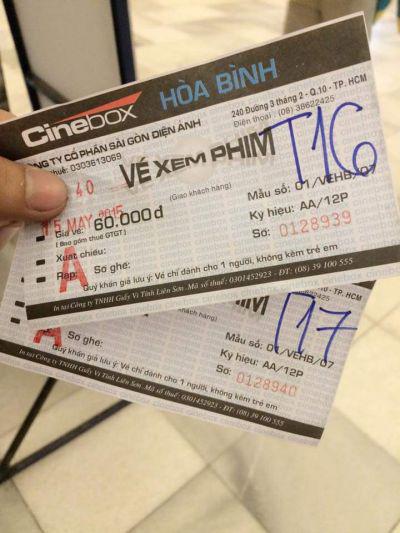 Cinebox HÒA BÌNH
240 Đường 3 tháng 2 - Q.10 - TP. HCM
NG TY CỔ PHẦN SÀI GÒN ĐIỆN ẢNH
Điện thoại : (08) 38622425
thuế: 0303613069
VÉ XEM PHIM
T16
40
(Giao khách hàng)
15 MAY 2015
Giá vé: 60.000đ
Mẫu số: 01/VEHB/07
[ Bao gồm thuế GTGT ]
Ký hiệu: AA/12P
Xuất chiếu:
Số: 0128939
Rạp: A Số ghế:
Quý khán giả lưu ý: Vé chỉ dành cho 1 người, không kèm trẻ em
In tại Công ty TNHH Giấy Vi Tính Liên Sơn . Mã số thuế: 0301452923 - ĐT: (08) 39 100 555
TP. HCM
HIM
T17
khách hàng)
Mẫu số: 01/VEHB/07
Ký hiệu: AA/12P
A Số ghế:
Số: 0128940
Quý khán giả lưu ý: Vé chỉ dành cho 1 người, không kèm trẻ em
In tại Công ty TNHH Giấy Vi Tính Liên Sơn . Mã số thuế: 0301452923 - ĐT: (08) 39 100 555